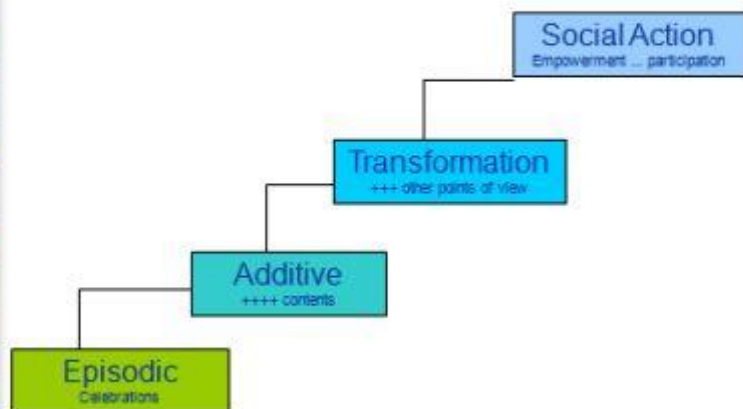 Social Action
Empowerment ... participation
Transformation
+++ other points of view
Additive
++++ contents
Episodic
Celebrations